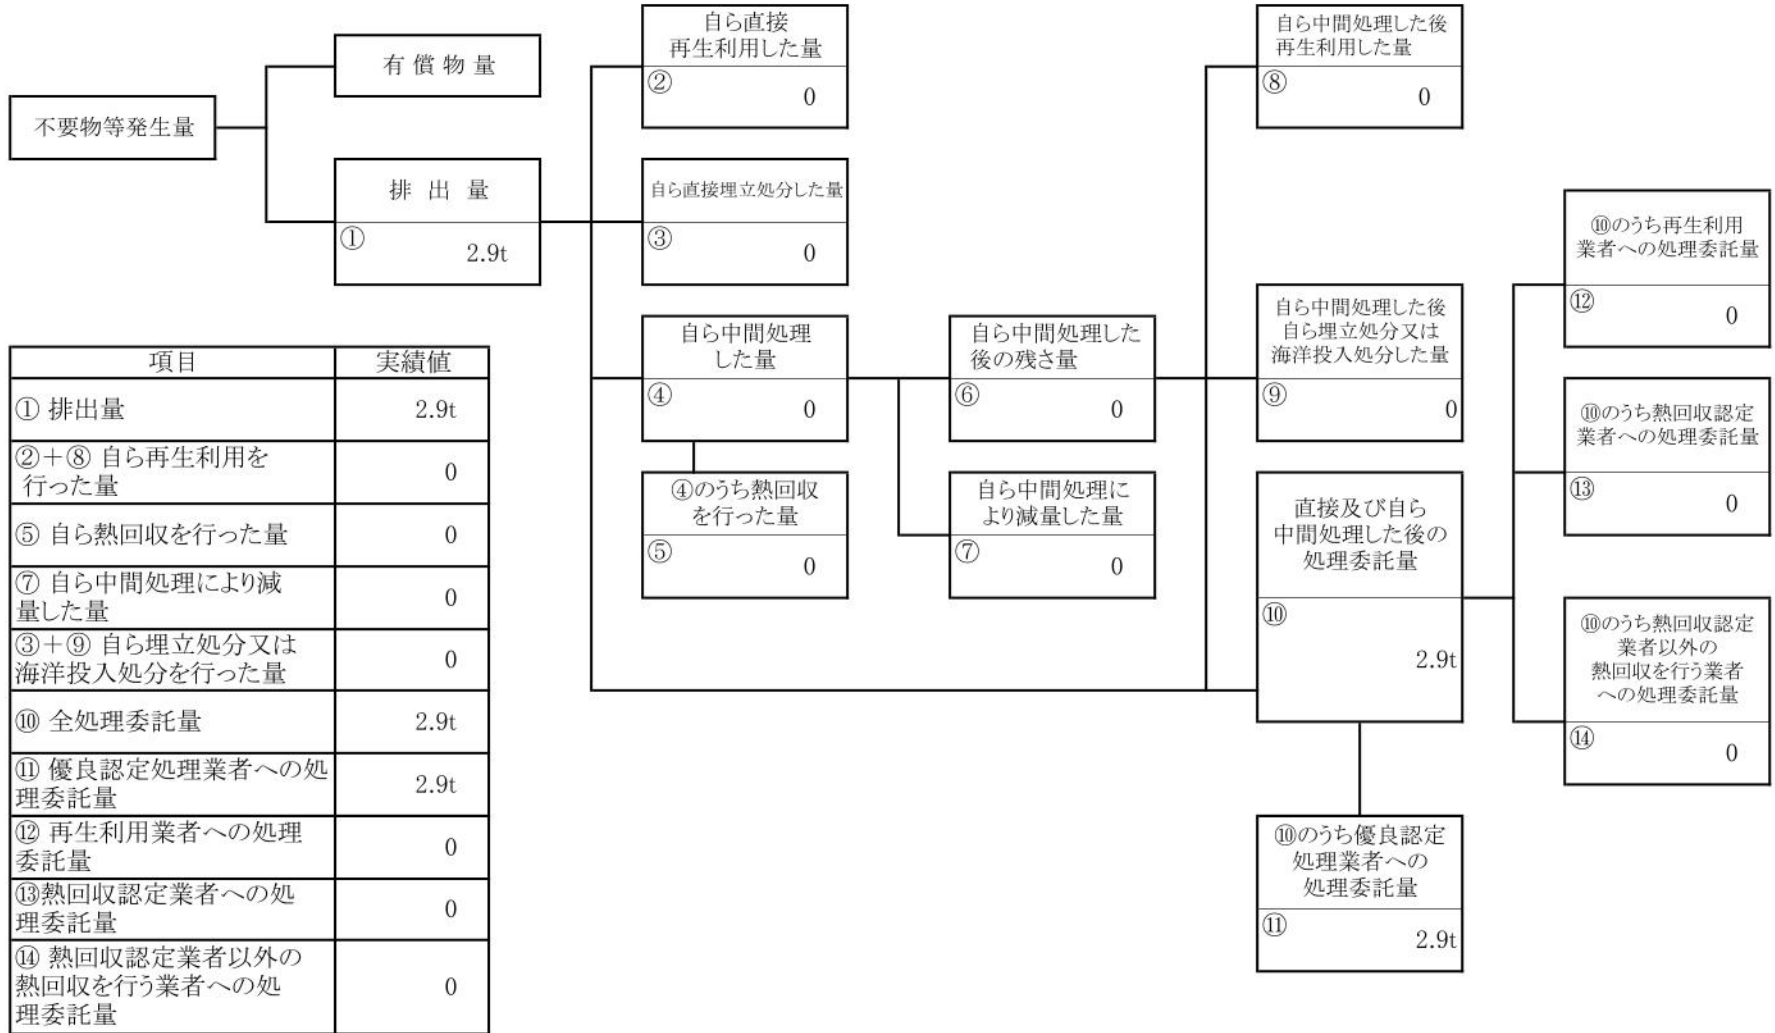 不要物等発生量
有償物量
排出量
①
2.9t
自ら直接
再生利用した量
②
0
自ら直接埋立処分した量
③
0
自ら中間処理
した量
④
0
④のうち熱回収
を行った量
⑤
0
自ら中間処理した
後の残さ量
⑥
0
自ら中間処理に
より減量した量
⑦
0
自ら中間処理した後
再生利用した量
⑧
0
自ら中間処理した後
自ら埋立処分又は
海洋投入処分した量
⑨
0
直接及び自ら
中間処理した後の
処理委託量
⑩
2.9t
⑩のうち優良認定
処理業者への
処理委託量
⑪
2.9t
⑩のうち再生利用
業者への処理委託量
⑫
0
⑩のうち熱回収認定
業者への処理委託量
⑬
0
⑩のうち熱回収認定
業者以外の
熱回収を行う業者
への処理委託量
⑭
0
項目 実績値
① 排出量 2.9t
②+⑧ 自ら再生利用を
行った量 0
⑤ 自ら熱回収を行った量 0
⑦ 自ら中間処理により減
量した量 0
③+⑨ 自ら埋立処分又は
海洋投入処分を行った量 0
⑩ 全処理委託量 2.9t
⑪ 優良認定処理業者への処
理委託量 2.9t
⑫ 再生利用業者への処理
委託量 0
⑬熱回収認定業者への処
理委託量 0
⑭ 熱回収認定業者以外の
熱回収を行う業者への処
理委託量 0